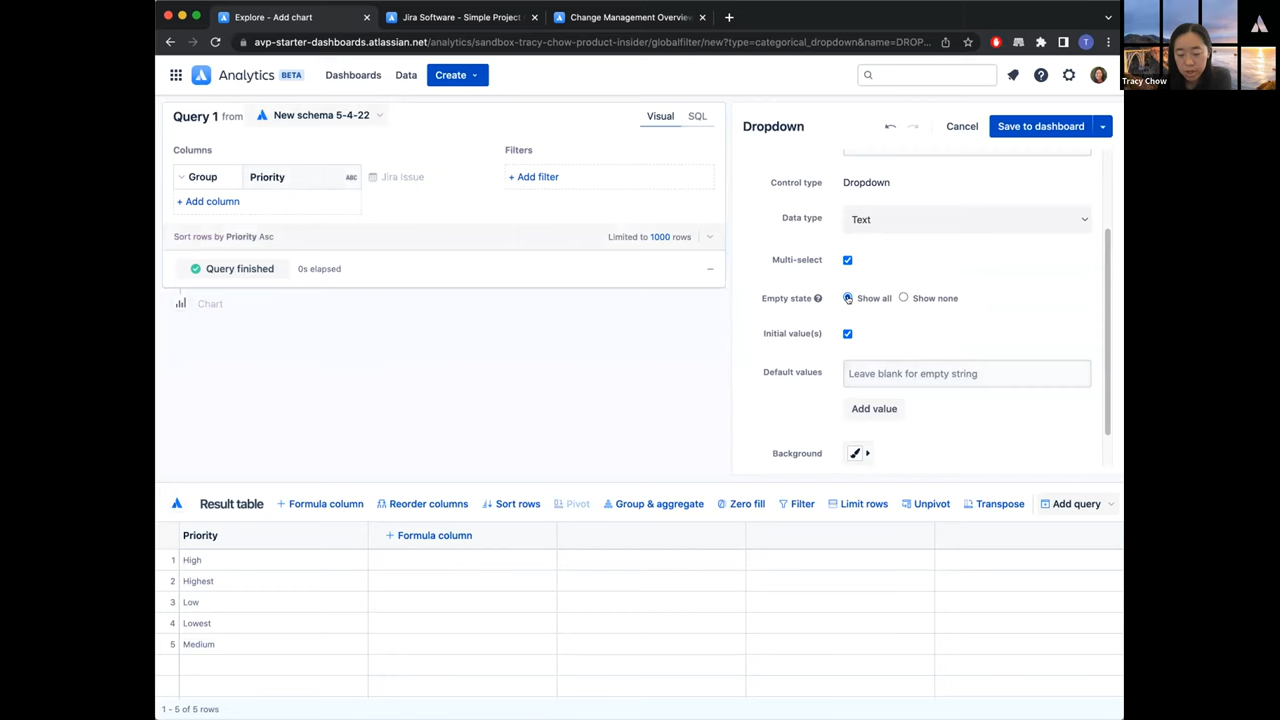 Explore - Add chart
Jira Software - Simple Project
Change Management Overvie
avp-starter-dashboards.atlassian.net/analytics/sandbox-tracy-chow-product-insider/globalfilter/new?type=categorical_dropdown&name=DROP...
T
Tracy Chow
Analytics BETA Dashboards Data Create
Query 1 from New schema 5-4-22
Visual SQL
Dropdown
Cancel Save to dashboard
Columns Filters
Group Priority ABC Jira Issue
+ Add filter
+ Add column
Sort rows by Priority Asc
Limited to 1000 rows
Query finished 0s elapsed
Chart
Control type Dropdown
Data type Text
Multi-select
Empty state Show all Show none
Initial value(s)
Default values Leave blank for empty string
Add value
Background
Result table + Formula column Reorder columns Sort rows Pivot Group & aggregate Zero fill Filter Limit rows Unpivot Transpose Add query
Priority + Formula column
1 High
2 Highest
3 Low
4 Lowest
5 Medium
1 - 5 of 5 rows